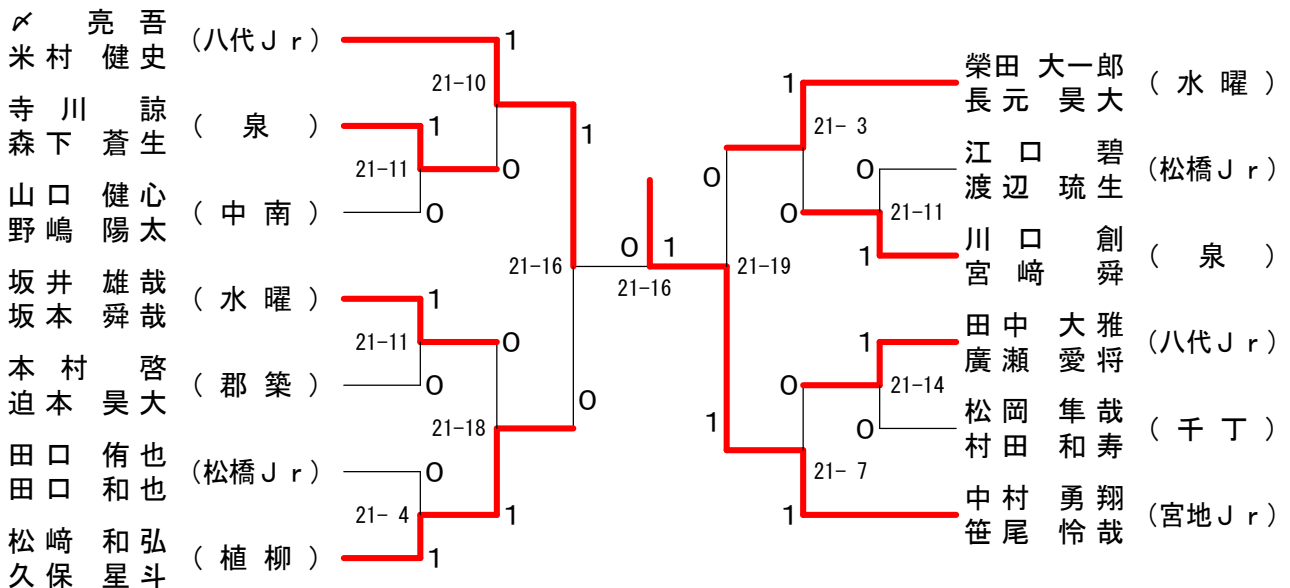 〆 亮 吾
米 村 健 史
(八代Ｊｒ)
寺 川 諒
森 下 蒼 生
( 泉 )
山 口 健 心
野 嶋 陽 太
( 中 南 )
坂 井 雄 哉
坂 本 舜 哉
( 水 曜 )
本 村 啓
迫 本 昊 大
( 郡 築 )
田 口 侑 也
田 口 和 也
(松橋Ｊｒ)
松 﨑 和 弘
久 保 星 斗
( 植 柳 )
1
21-10
1
0
21-11
0
1
1
21-11
0
0
21-16
0
21-18
0
21- 4
1
1
0
1
21-16
榮田 大一郎
長 元 昊 大
( 水 曜 )
江 口 碧
渡 辺 琉 生
(松橋Ｊｒ)
川 口 創
宮 﨑 舜
( 泉 )
田 中 大 雅
廣 瀬 愛 将
(八代Ｊｒ)
松 岡 隼 哉
村 田 和 寿
( 千 丁 )
中 村 勇 翔
笹 尾 怜 哉
(宮地Ｊｒ)
1
21- 3
0
0
0
21-11
1
21-19
1
0
21-14
0
1
21- 7
1